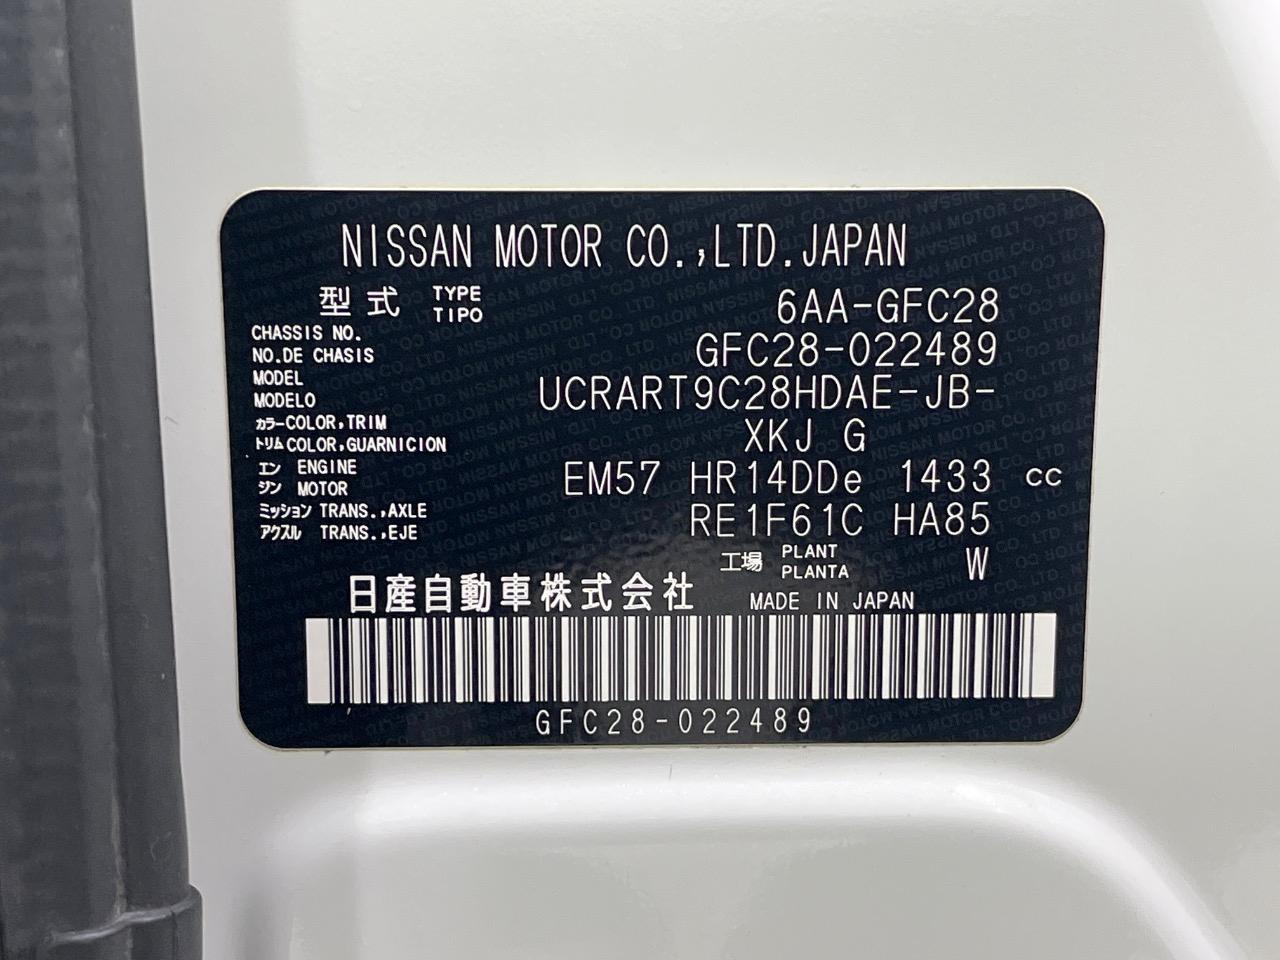 NISSAN MOTOR CO.,LTD.JAPAN
型式 TYPE TIPO 6AA-GFC28
CHASSIS NO.
NO.DE CHASIS GFC28-022489
MODEL
MODELO UCRART9C28HDAE-JB-
カラー COLOR,TRIM
トリム COLOR,GUARNICION XKJ G
エン ENGINE
ジン MOTOR EM57 HR14DDe 1433 cc
ミッション TRANS.,AXLE
アクスル TRANS.,EJE RE1F61C HA85
工場 PLANT PLANTA W
日産自動車株式会社 MADE IN JAPAN
GFC28-022489